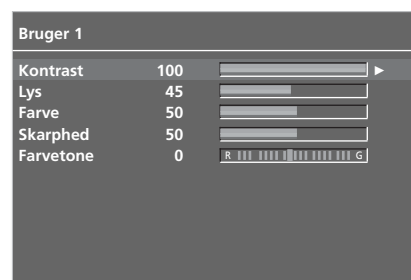 Bruger 1
Kontrast 100
Lys 45
Farve 50
Skarphed 50
Farvetone 0 R G